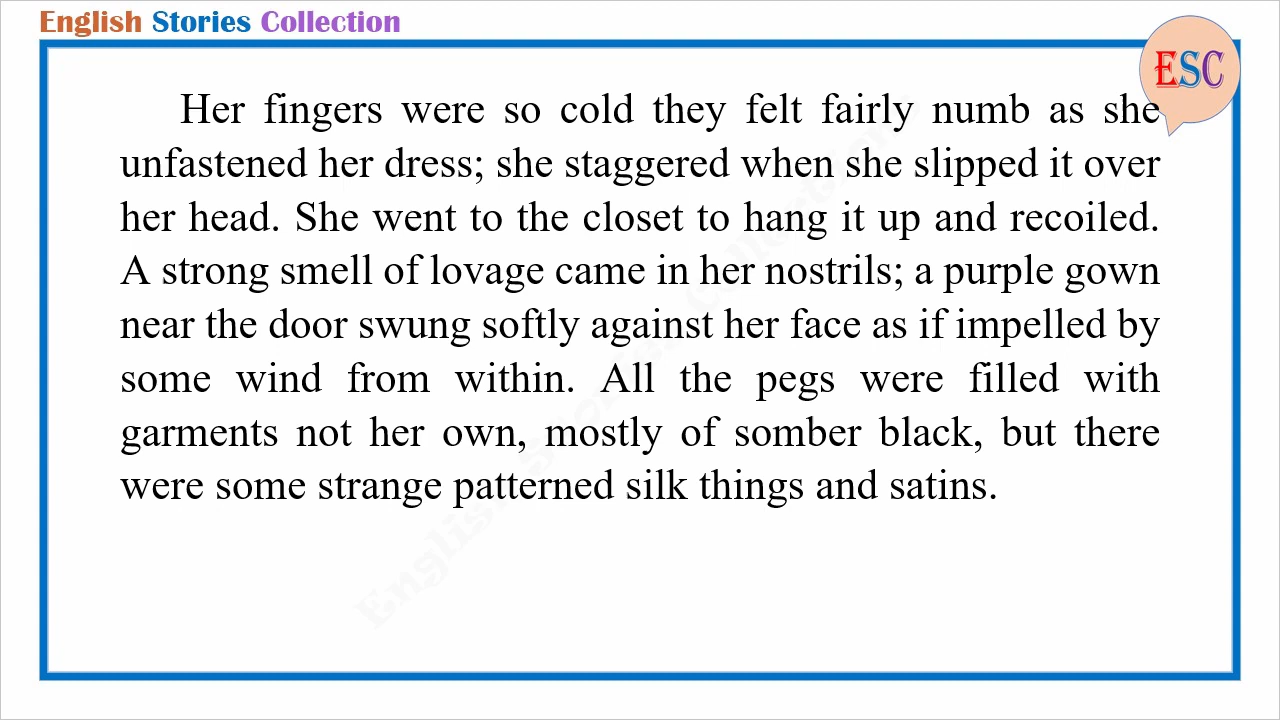 English Stories Collection
ESC
Her fingers were so cold they felt fairly numb as she
unfastened her dress; she staggered when she slipped it over
her head. She went to the closet to hang it up and recoiled.
A strong smell of lovage came in her nostrils; a purple gown
near the door swung softly against her face as if impelled by
some wind from within. All the pegs were filled with
garments not her own, mostly of somber black, but there
were some strange patterned silk things and satins.
English Stories Collection